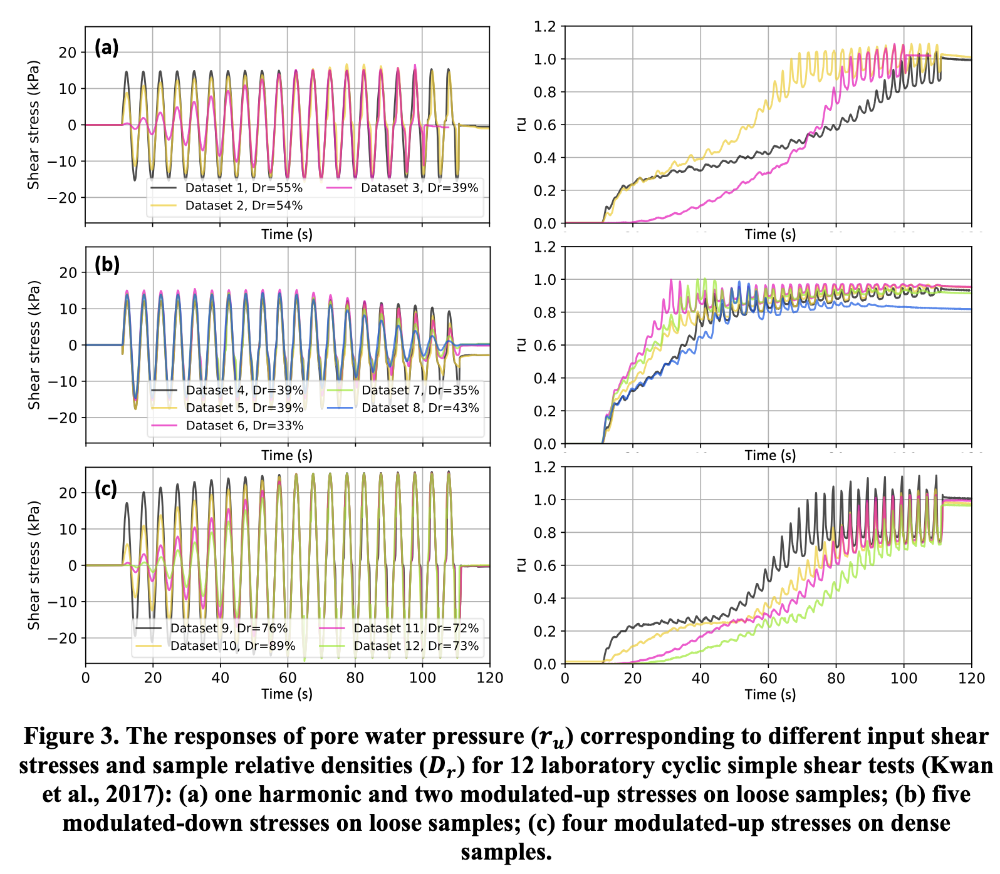 (a)
Shear stress (kPa)
20
10
0
−10
−20
Dataset 1, Dr=55%
Dataset 2, Dr=54%
Dataset 3, Dr=39%
Time (s)
ru
1.2
1.0
0.8
0.6
0.4
0.2
0.0
Time (s)
(b)
Shear stress (kPa)
20
10
0
−10
−20
Dataset 4, Dr=39%
Dataset 5, Dr=39%
Dataset 6, Dr=33%
Dataset 7, Dr=35%
Dataset 8, Dr=43%
Time (s)
ru
1.2
1.0
0.8
0.6
0.4
0.2
0.0
Time (s)
(c)
Shear stress (kPa)
20
10
0
−10
−20
Dataset 9, Dr=76%
Dataset 10, Dr=89%
Dataset 11, Dr=72%
Dataset 12, Dr=73%
0 20 40 60 80 100 120
Time (s)
ru
1.2
1.0
0.8
0.6
0.4
0.2
0.0
0 20 40 60 80 100 120
Time (s)
Figure 3. The responses of pore water pressure (r_u) corresponding to different input shear
stresses and sample relative densities (D_r) for 12 laboratory cyclic simple shear tests (Kwan
et al., 2017): (a) one harmonic and two modulated-up stresses on loose samples; (b) five
modulated-down stresses on loose samples; (c) four modulated-up stresses on dense
samples.